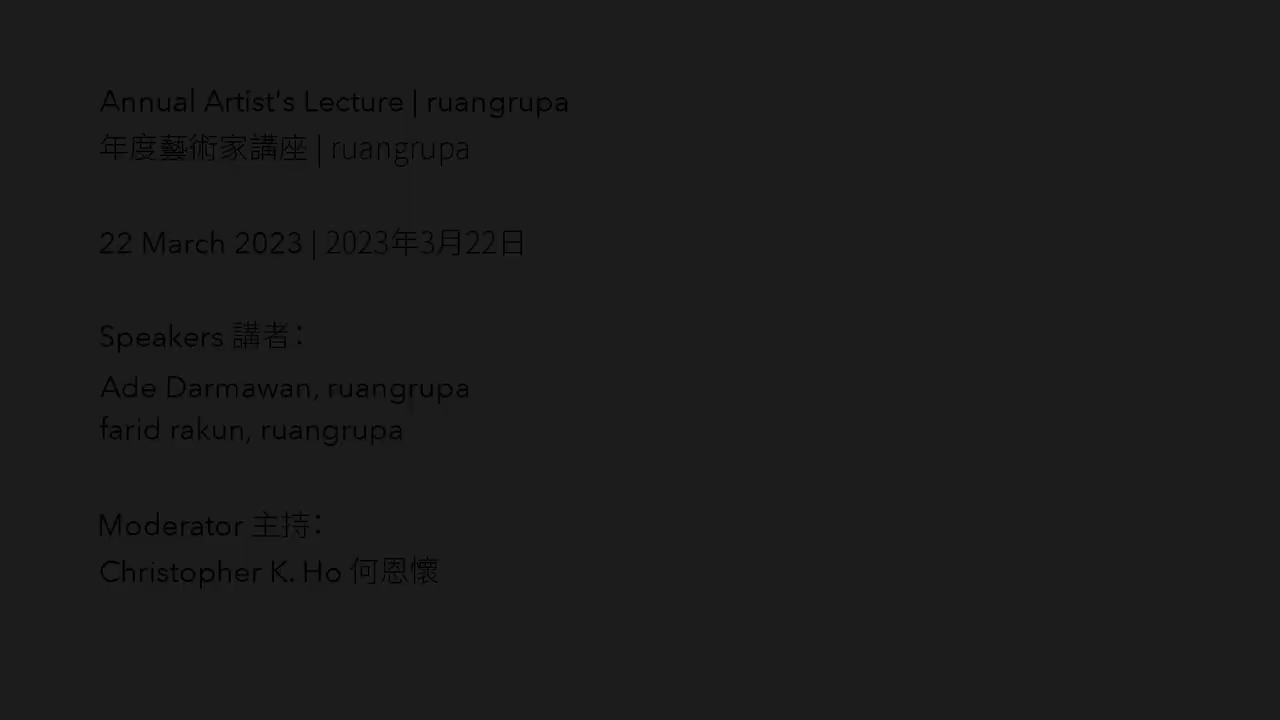 Annual Artist's Lecture | ruangrupa
年度藝術家講座 | ruangrupa
22 March 2023 | 2023年3月22日
Speakers 講者：
Ade Darmawan, ruangrupa
farid rakun, ruangrupa
Moderator 主持：
Christopher K. Ho 何恩懷